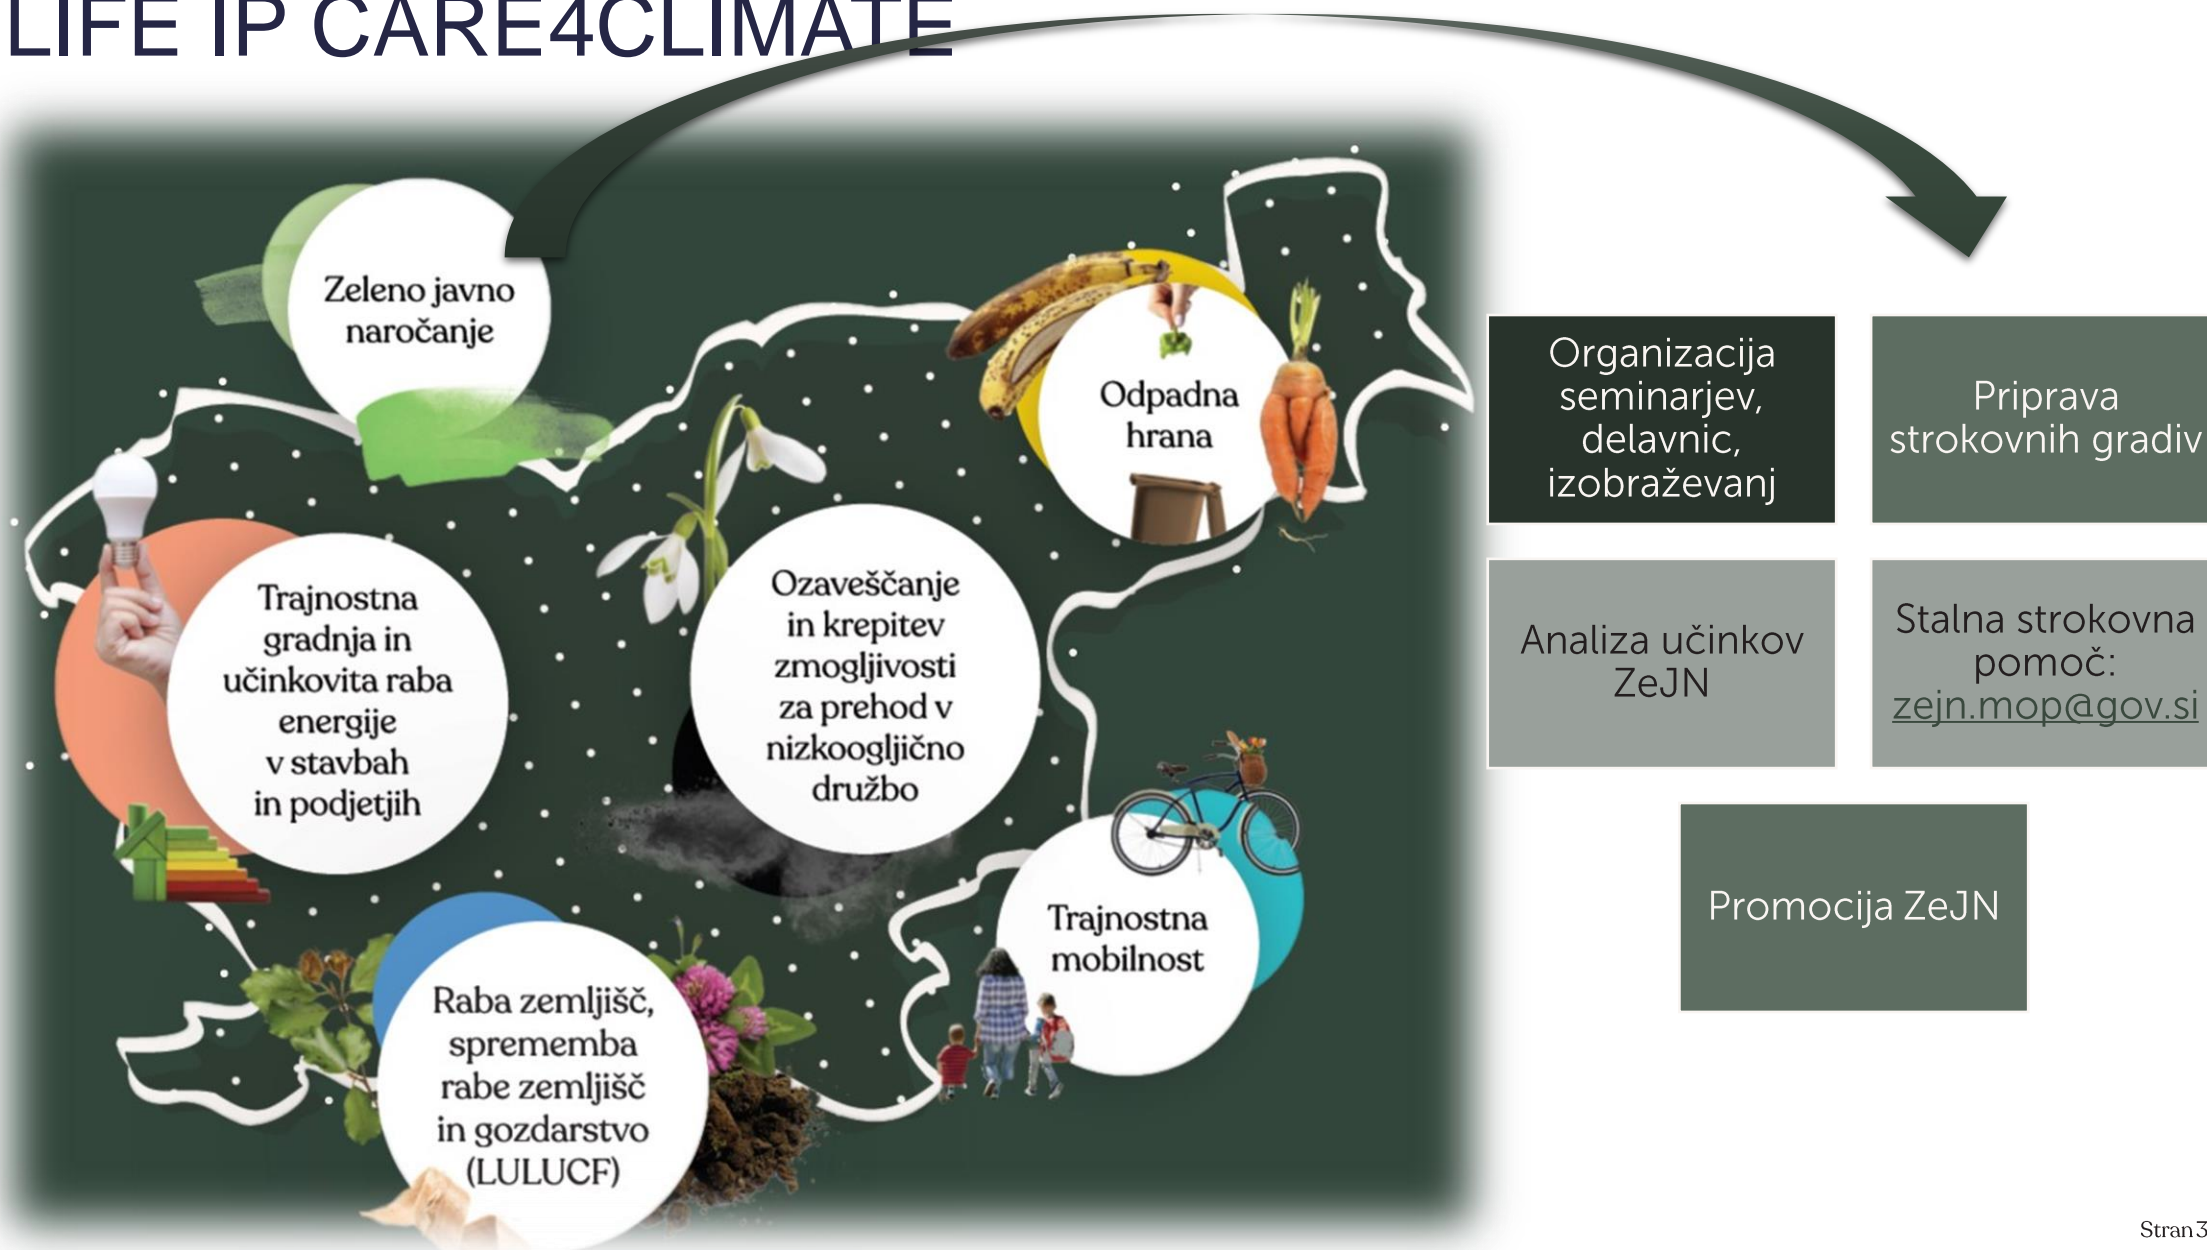 LIFE IP CARE4CLIMATE
Zeleno javno
naročanje
Odpadna
hrana
Trajnostna
gradnja in
učinkovita raba
energije
v stavbah
in podjetjih
Ozaveščanje
in krepitev
zmogljivosti
za prehod v
nizkoogljično
družbo
Trajnostna
mobilnost
Raba zemljišč,
sprememba
rabe zemljišč
in gozdarstvo
(LULUCF)
Organizacija
seminarjev,
delavnic,
izobraževanj
Priprava
strokovnih gradiv
Analiza učinkov
ZeJN
Stalna strokovna
pomoč:
zejn.mop@gov.si
Promocija ZeJN
Stran 3